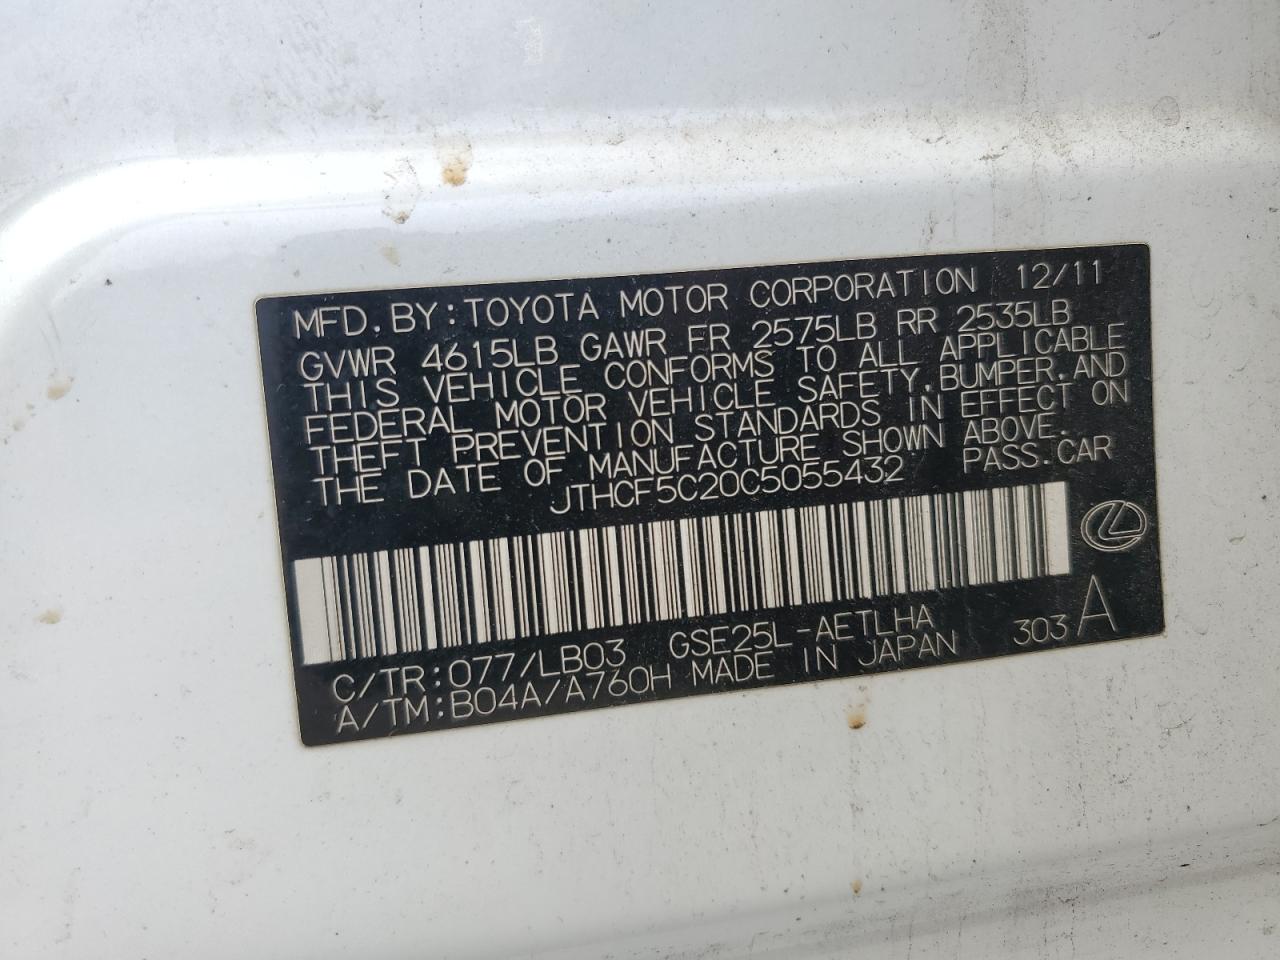 MFD. BY: TOYOTA MOTOR CORPORATION 12/11
GVWR 4615LB GAWR FR 2575LB RR 2535LB
THIS VEHICLE CONFORMS TO ALL APPLICABLE
FEDERAL MOTOR VEHICLE SAFETY, BUMPER, AND
THEFT PREVENTION STANDARDS IN EFFECT ON
THE DATE OF MANUFACTURE SHOWN ABOVE.
JTHCF5C20C5055432 PASS. CAR
C/TR: 077/LB03 GSE25L-AETLHA
A/TM: B04A/A760H MADE IN JAPAN 303 A